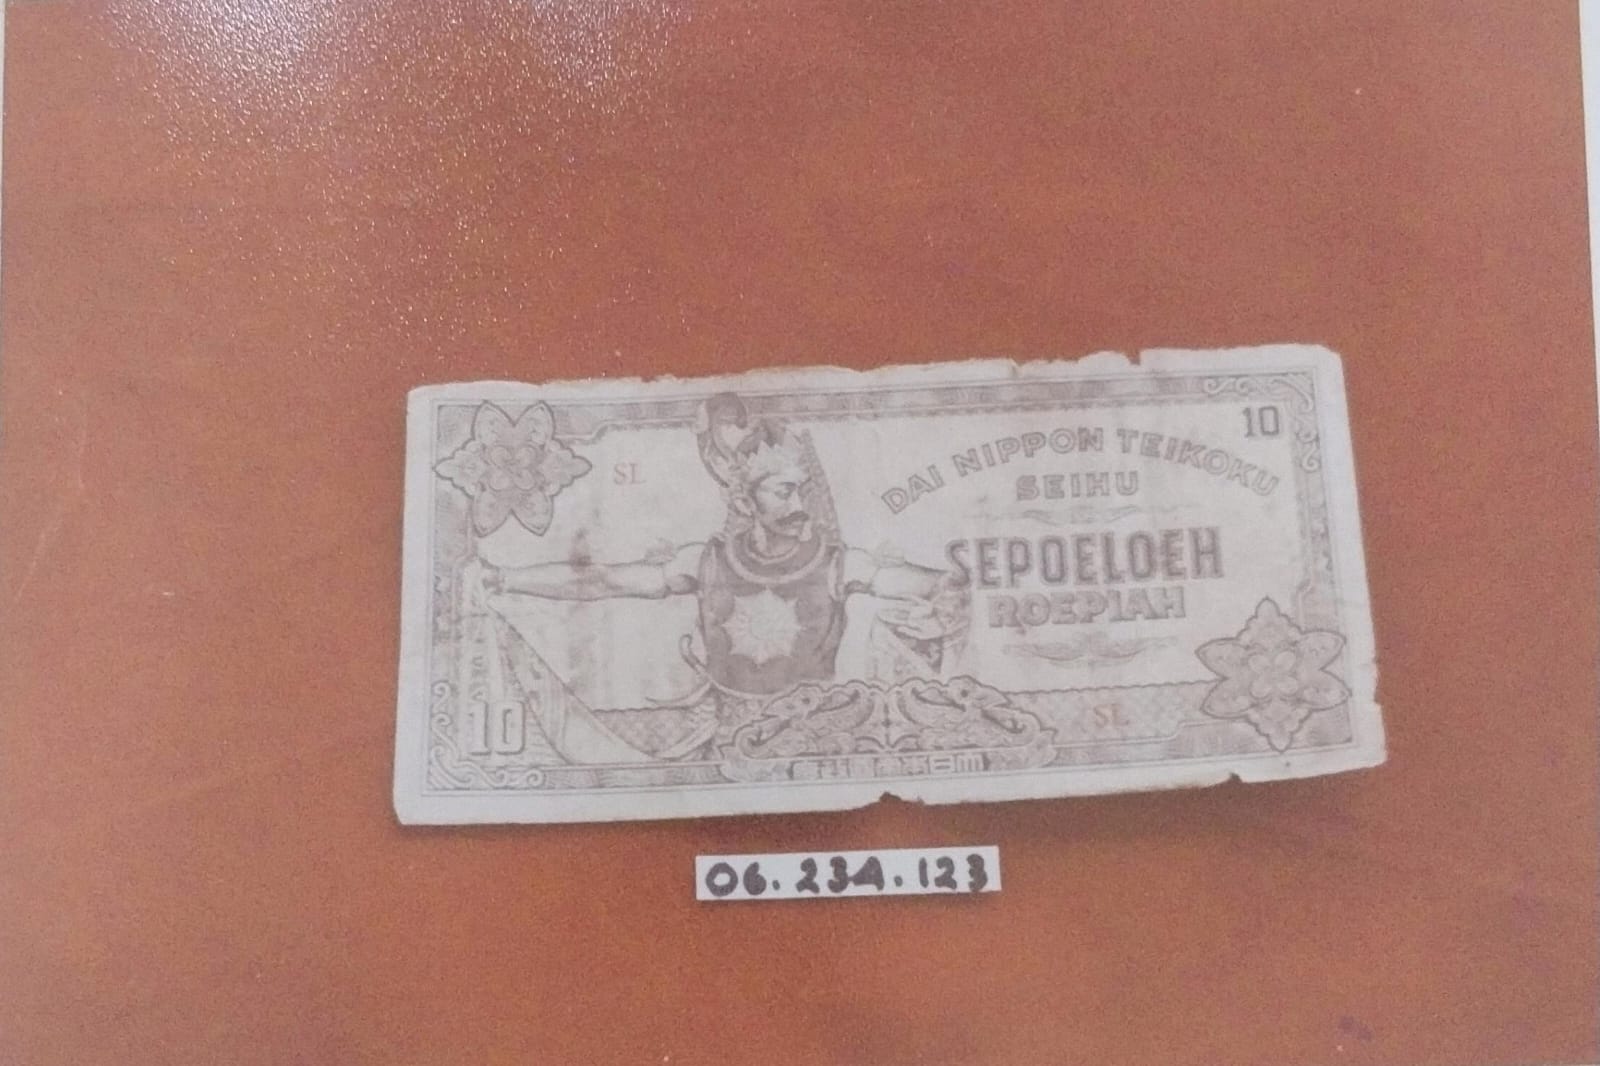 10
SL
DAI NIPPON TEIKOKU
SEIHU
SEPOELOEH
ROEPIAH
10
SL
06.234.123